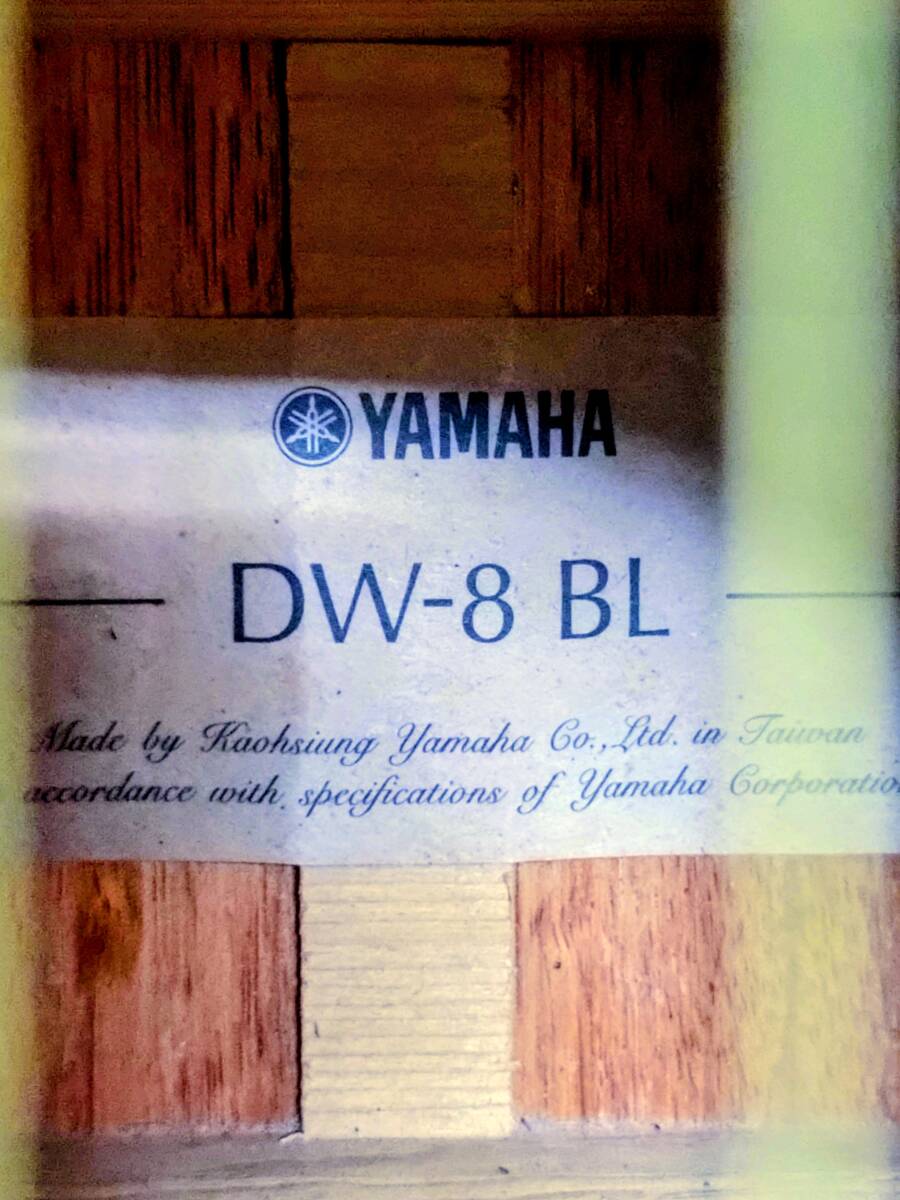 YAMAHA
DW-8 BL
Made by Kaohsiung Yamaha Co.,Ltd. in Taiwan
accordance with specifications of Yamaha